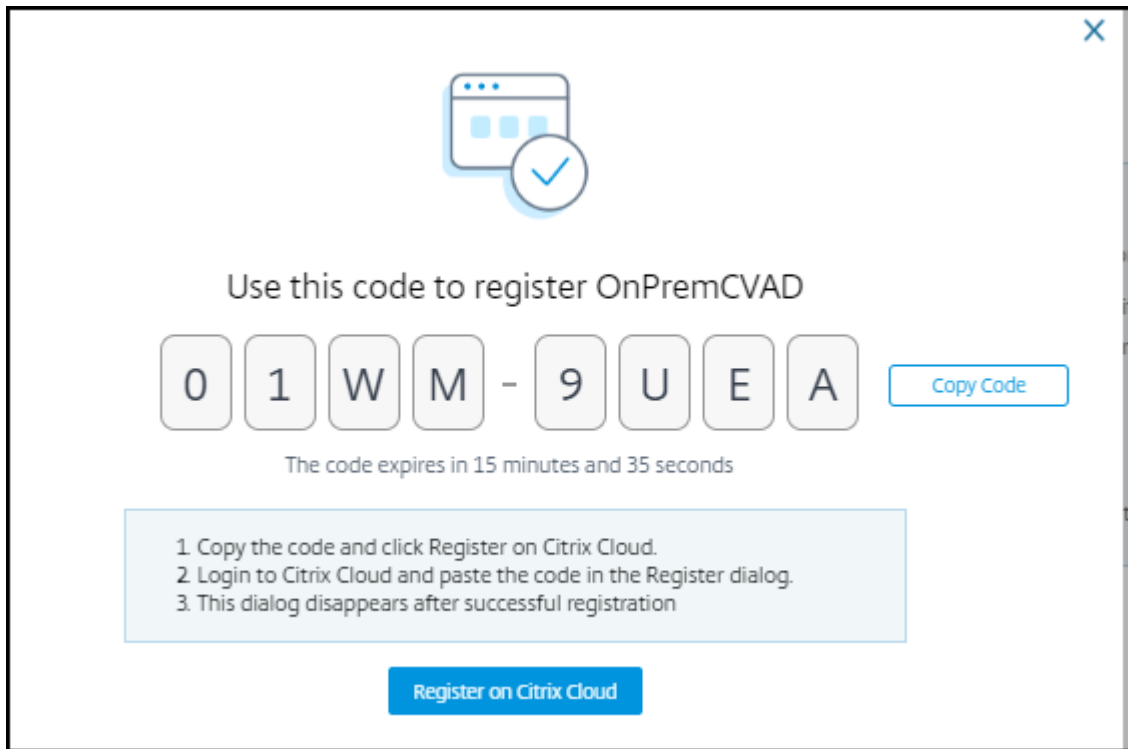 Use this code to register OnPremCVAD
01WM-9UEA
Copy Code
The code expires in 15 minutes and 35 seconds
1. Copy the code and click Register on Citrix Cloud.
2 Login to Citrix Cloud and paste the code in the Register dialog.
3. This dialog disappears after successful registration
Register on Citrix Cloud